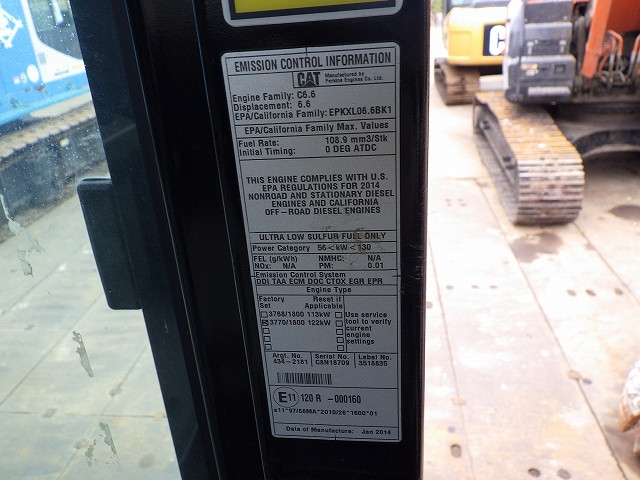 EMISSION CONTROL INFORMATION
CAT Manufactured by
Perkins Engines Co. Ltd.
Engine Family: C6.6
Displacement: 6.6
EPA/California Family: EPKXL06.6BK1
EPA/California Family Max. Values
Fuel Rate: 108.9 mm3/Stk
Initial Timing: 0 DEG ATDC
THIS ENGINE COMPLIES WITH U.S.
EPA REGULATIONS FOR 2014
NONROAD AND STATIONARY DIESEL
ENGINES AND CALIFORNIA
OFF-ROAD DIESEL ENGINES
ULTRA LOW SULFUR FUEL ONLY
Power Category 56<kW<130
FEL (g/kWh) NMHC: N/A
NOx: N/A PM: 0.01
Emission Control System
DDI TAA ECM DOC CTOX EGR EPR
Engine Type
Factory Set
Reset if Applicable
3768/1800 113kW
3770/1800 122kW
Use service
tool to verify
current
engine
settings
Argt. No. Serial No. Label No.
434-2181 C8N18709 3518835
E11 120 R -000160
e11*97/68MA*2010/26*1600*01
Date of Manufacture: Jan 2014
C